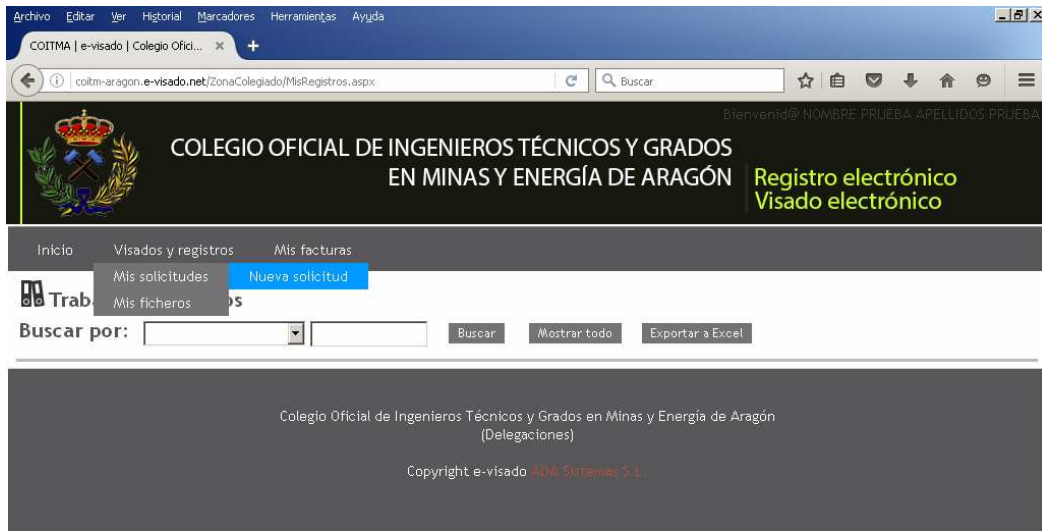 Archivo Editar Ver Historial Marcadores Herramientas Ayuda
COITMA | e-visado | Colegio Ofici...
coitm-aragon.e-visado.net/ZonaColegiado/MisRegistros.aspx
Buscar
Bienvenid@ NOMBRE PRUEBA APELLIDOS PRUEBA
COLEGIO OFICIAL DE INGENIEROS TÉCNICOS Y GRADOS
EN MINAS Y ENERGÍA DE ARAGÓN
Registro electrónico
Visado electrónico
Inicio Visados y registros Mis facturas
Mis solicitudes Nueva solicitud
Mis ficheros
Buscar por: Buscar Mostrar todo Exportar a Excel
Colegio Oficial de Ingenieros Técnicos y Grados en Minas y Energía de Aragón
(Delegaciones)
Copyright e-visado ADA Sistemas S.L.